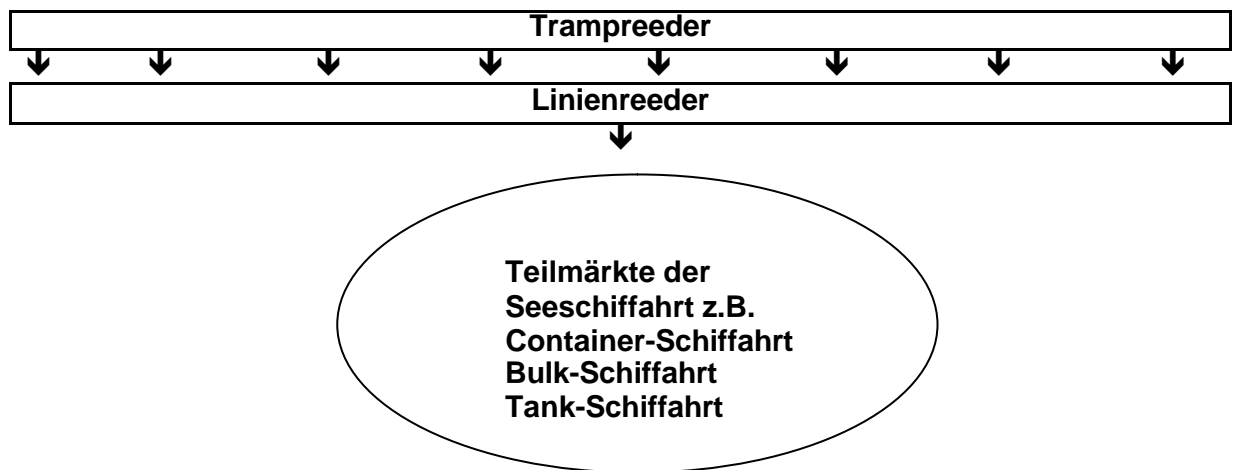 Trampreeder
Linienreeder
Teilmärkte der
Seeschiffahrt z.B.
Container-Schiffahrt
Bulk-Schiffahrt
Tank-Schiffahrt